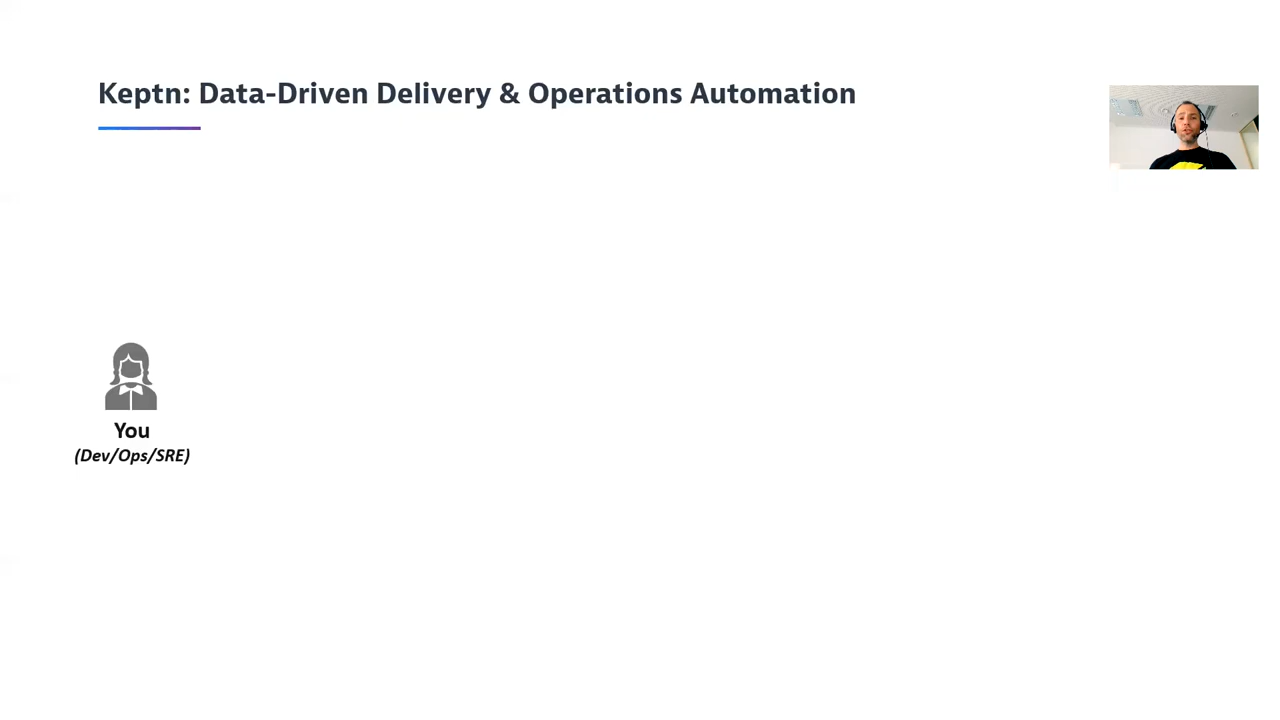 Keptn: Data-Driven Delivery & Operations Automation
You
(Dev/Ops/SRE)